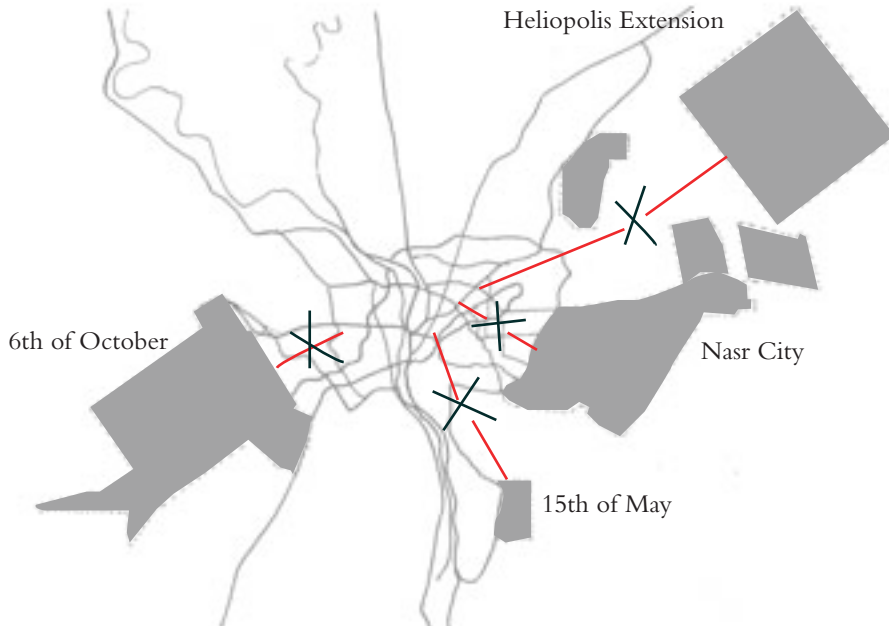 Heliopolis Extension
6th of October
Nasr City
15th of May